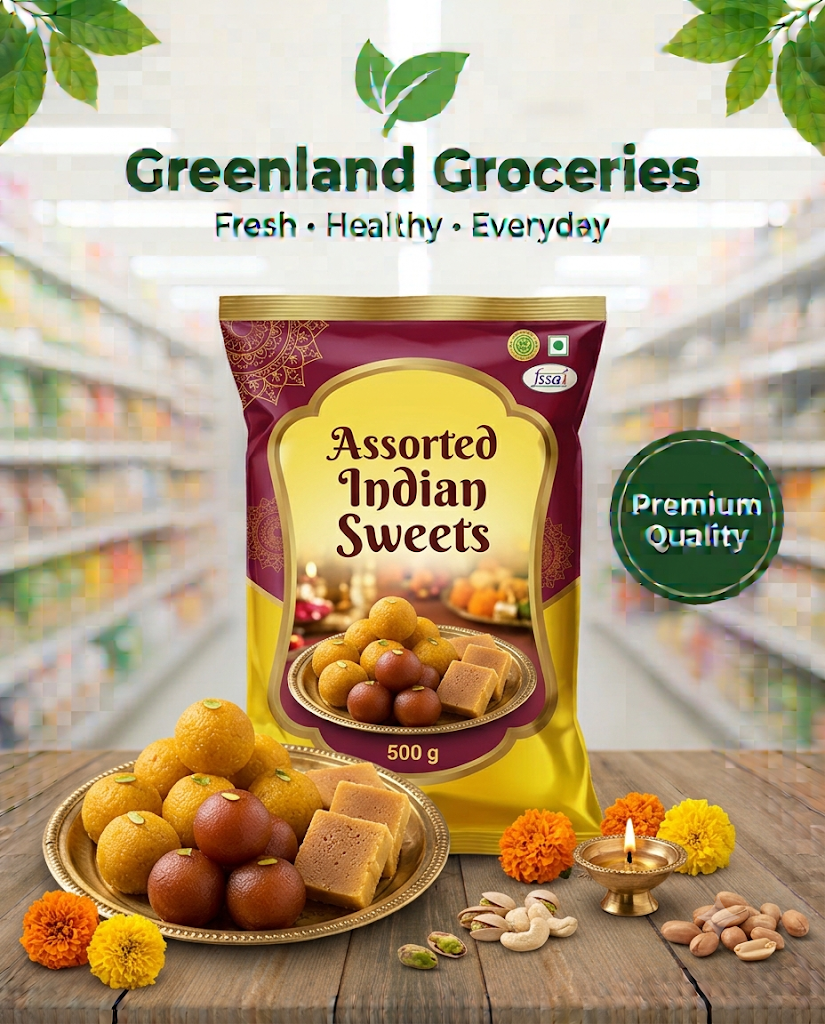 Greenland Groceries
Fresh • Healthy • Everyday
fssai
Assorted
Indian
Sweets
500 g
Premium
Quality